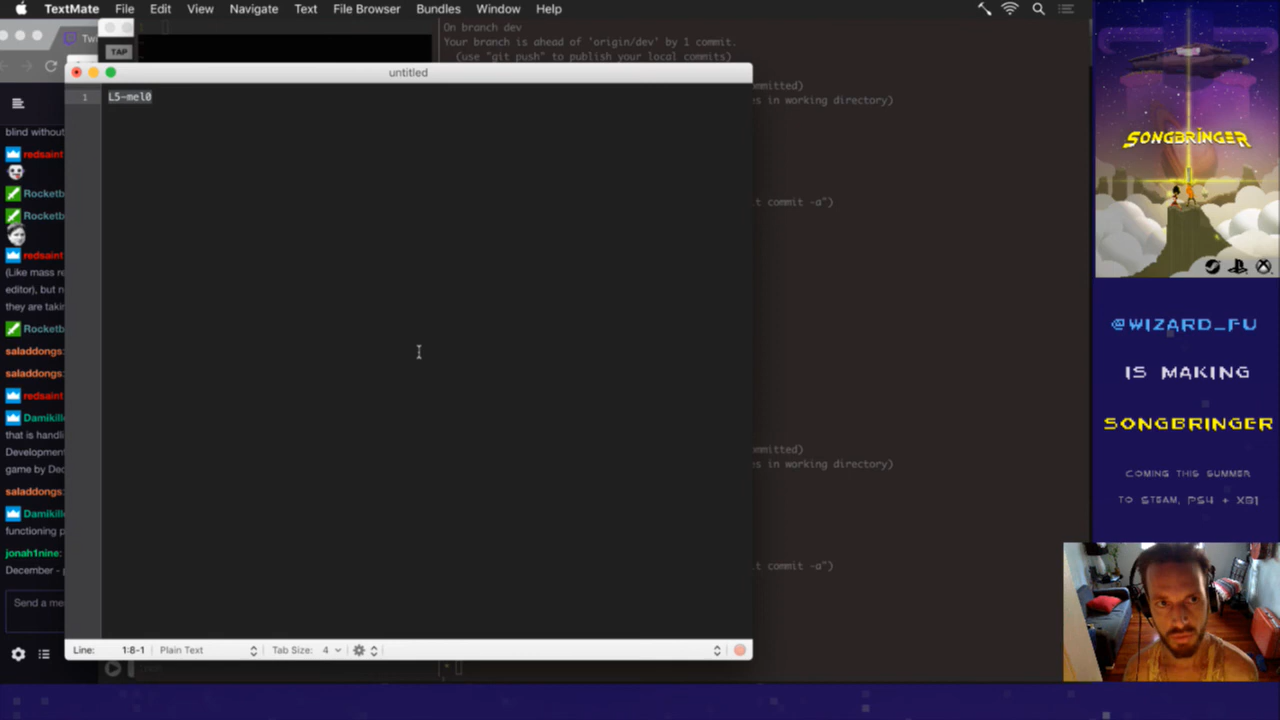 TextMate File Edit View Navigate Text File Browser Bundles Window Help
Tw
TAP
1
On branch dev
Your branch is ahead of 'origin/dev' by 1 commit.
(use "git push" to publish your local commits)
untitled
1 L5-mel0
s in working directory)
t commit -a")
s in working directory)
t commit -a")
blind without
redsaint
Rocketb
Rocketb
redsaint
(Like mass re
editor), but n
they are taki
Rocketb
saladdongs:
saladdongs:
redsaint
Damikill
that is handli
Development
game by Dec
saladdongs:
Damikill
functioning p
jonah1nine:
December -
Send a me
Line: 1:8-1 Plain Text Tab Size: 4
SONGBRINGER
@WIZARD_FU
IS MAKING
SONGBRINGER
COMING THIS SUMMER
TO STEAM, PS4 + XB1